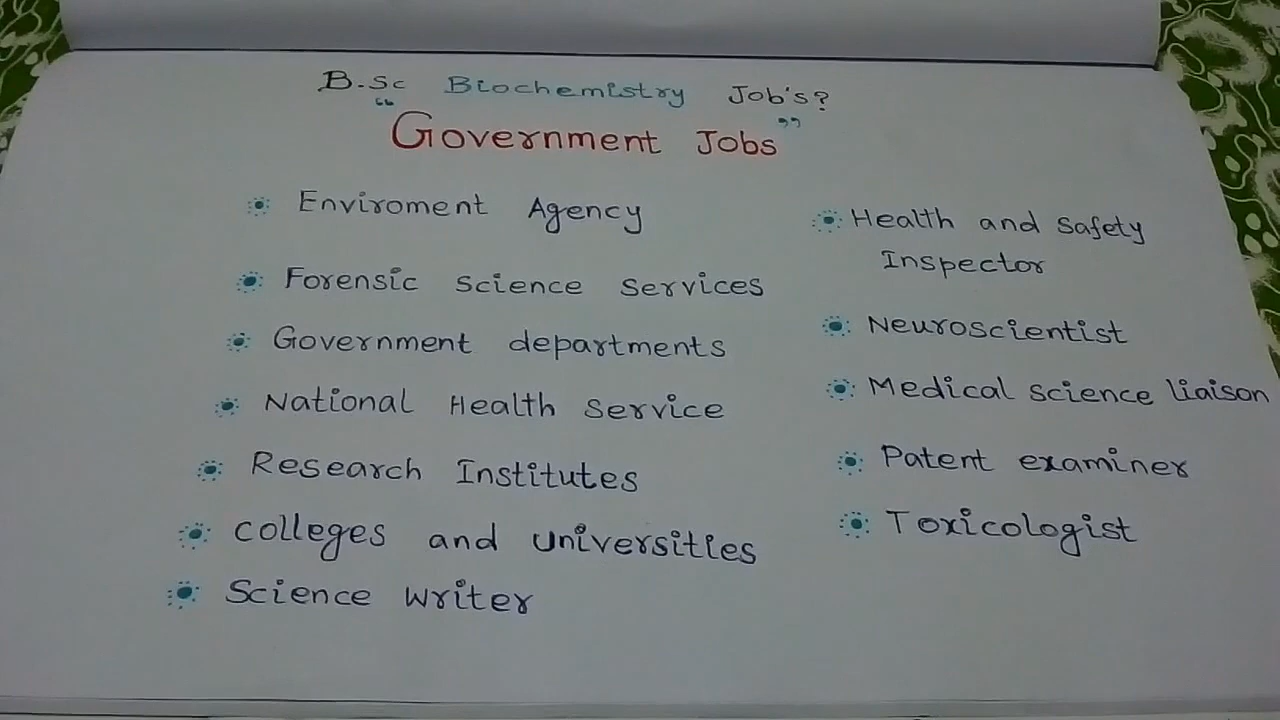 B.Sc Biochemistry Job's?
"Government Jobs"
Enviroment Agency
Forensic Science Services
Government departments
National Health Service
Research Institutes
Colleges and Universities
Science Writer
Health and Safety
Inspector
Neuroscientist
Medical Science liaison
Patent examiner
Toxicologist